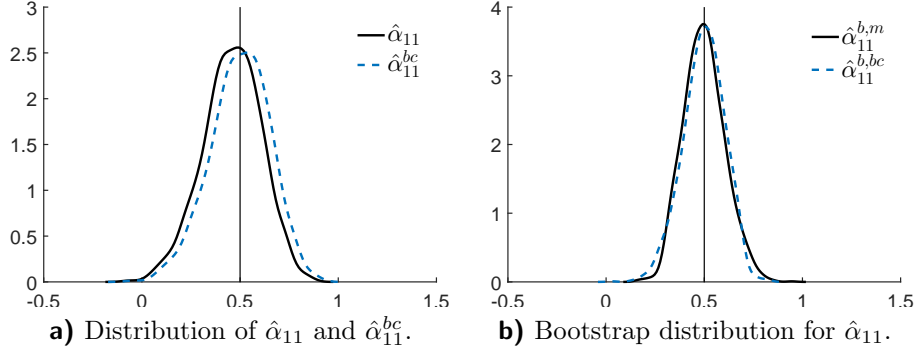 3
2.5
2
1.5
1
0.5
0
-0.5 0 0.5 1 1.5
α̂₁₁
α̂₁₁ᵇᶜ
a) Distribution of α̂₁₁ and α̂₁₁ᵇᶜ.
4
3
2
1
0
-0.5 0 0.5 1 1.5
α̂₁₁ᵇ,ᵐ
α̂₁₁ᵇ,ᵇᶜ
b) Bootstrap distribution for α̂₁₁.